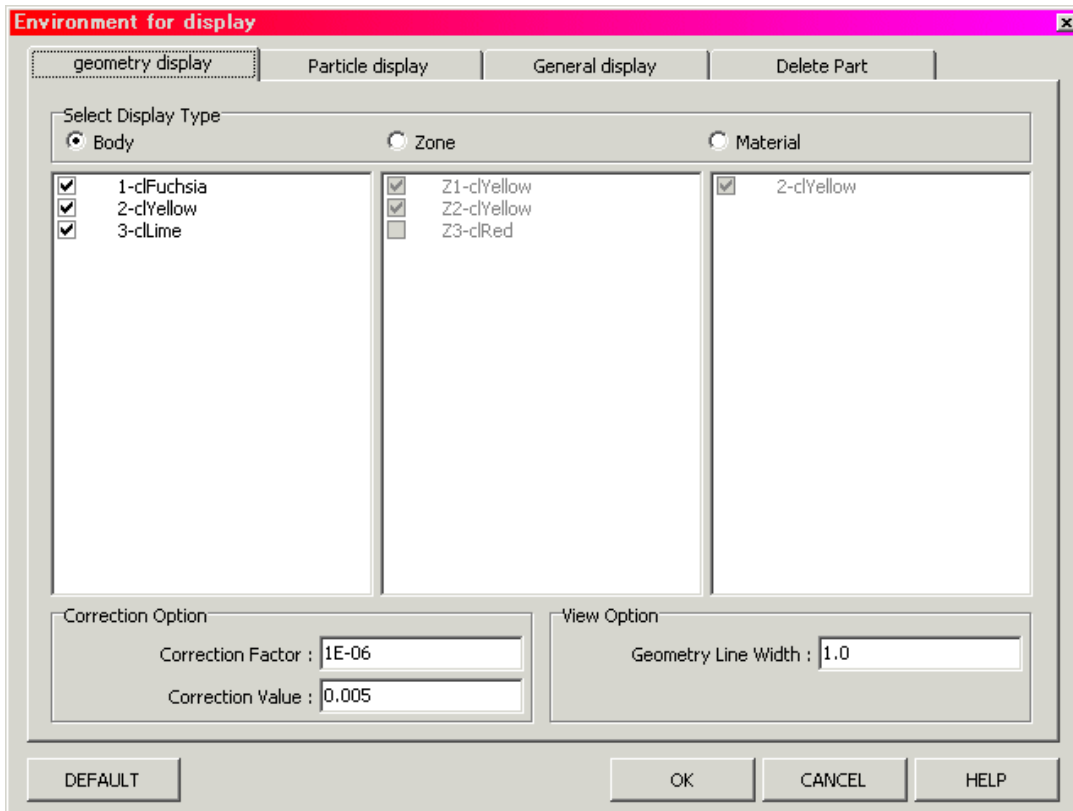 Environment for display
geometry display
Particle display
General display
Delete Part
Select Display Type
Body
Zone
Material
1-clFuchsia
2-clYellow
3-clLime
Z1-clYellow
Z2-clYellow
Z3-clRed
2-clYellow
Correction Option
Correction Factor : 1E-06
Correction Value : 0.005
View Option
Geometry Line Width : 1.0
DEFAULT
OK
CANCEL
HELP